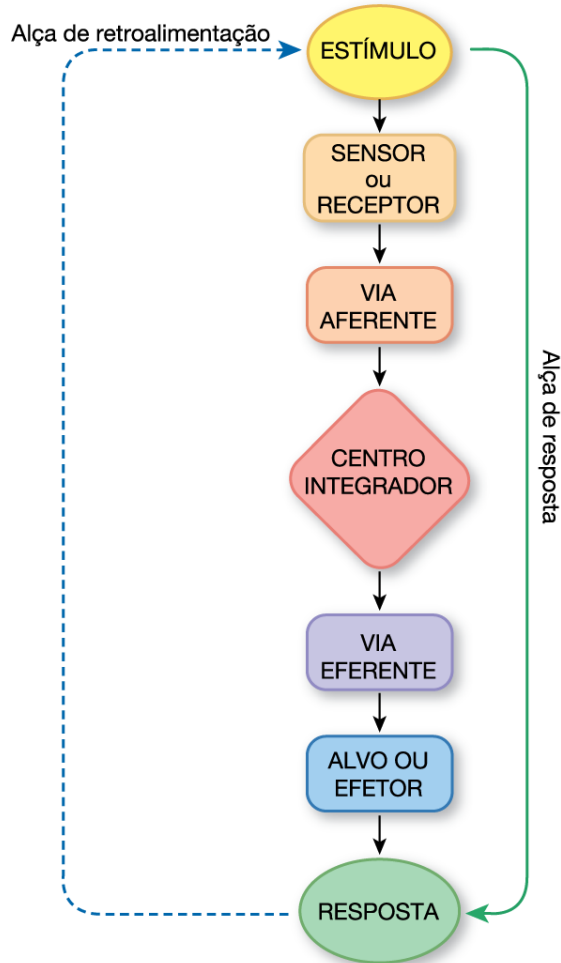 Alça de retroalimentação
ESTÍMULO
SENSOR
ou
RECEPTOR
VIA
AFERENTE
CENTRO
INTEGRADOR
VIA
EFERENTE
ALVO OU
EFETOR
RESPOSTA
Alça de resposta